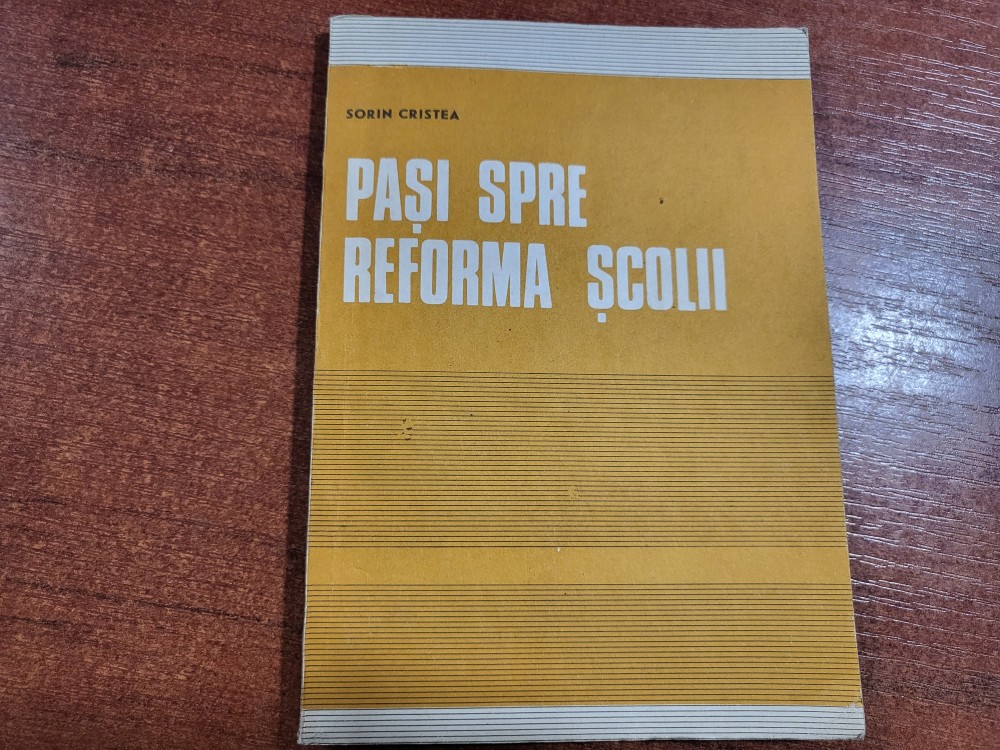 SORIN CRISTEA
PAȘI SPRE
REFORMA ȘCOLII